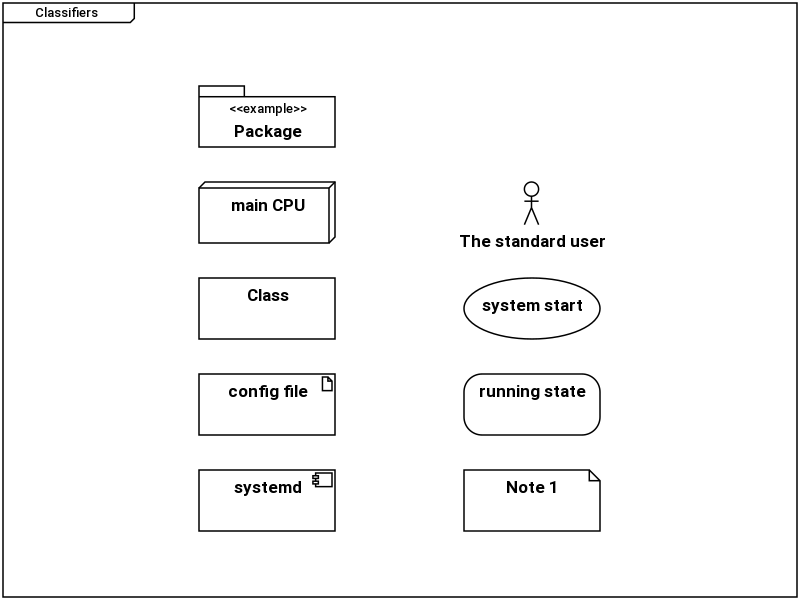 Classifiers
<<example>>
Package
main CPU
The standard user
Class
system start
config file
running state
systemd
Note 1